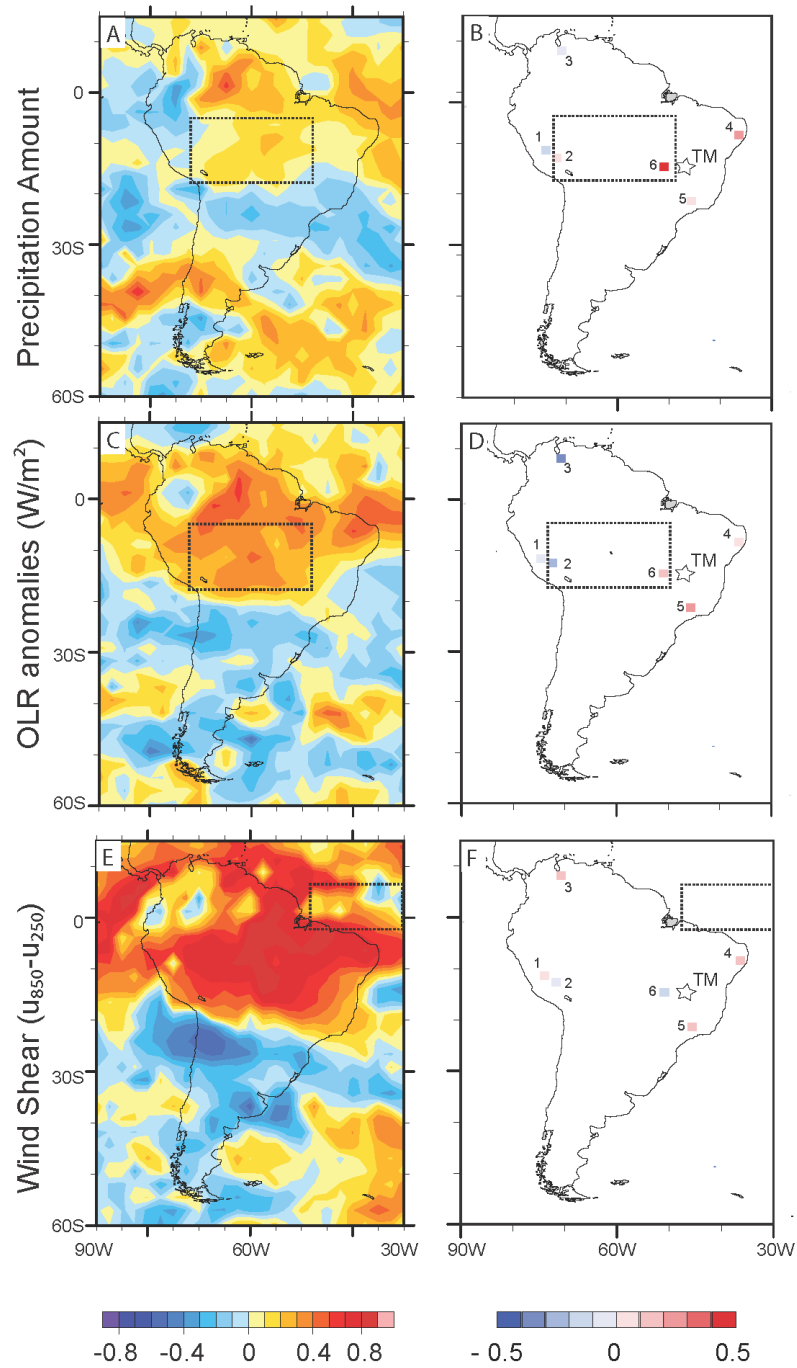 Precipitation Amount
A
0
30S
60S
B
3
1
2
4
TM
6
5
OLR anomalies (W/m²)
C
0
30S
60S
D
3
1
2
4
TM
6
5
Wind Shear (u₈₅₀-u₂₅₀)
E
0
30S
60S
90W
60W
30W
F
3
1
2
4
TM
6
5
90W
60W
30W
-0.8
-0.4
0
0.4
0.8
- 0.5
0
0.5